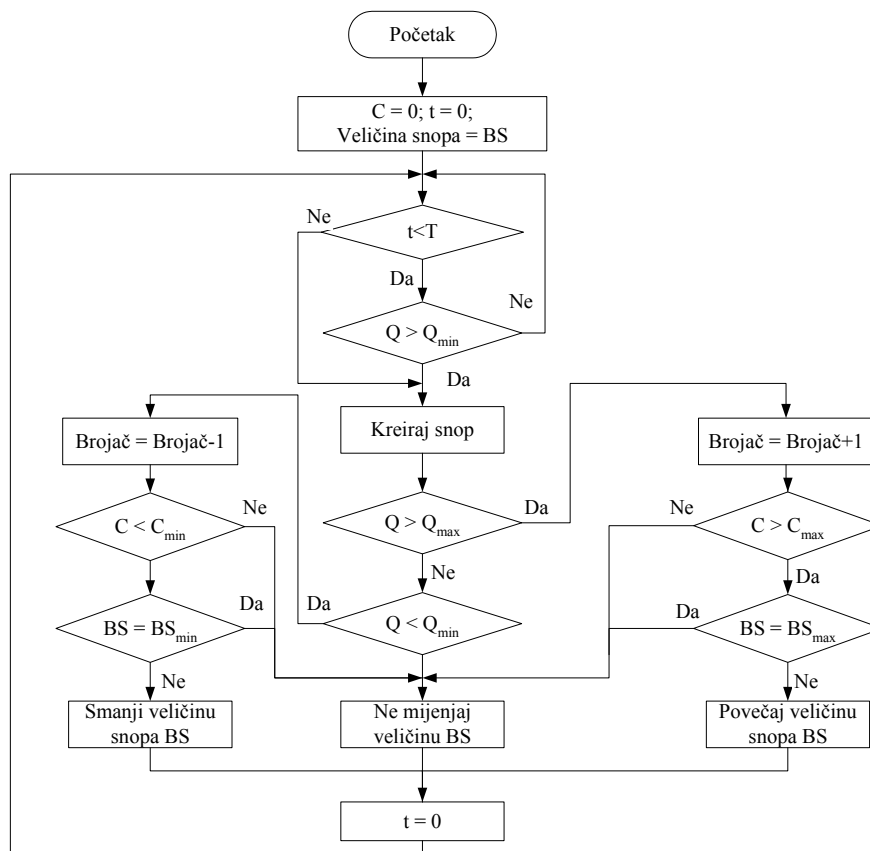 Početak
C = 0; t = 0;
Veličina snopa = BS
Ne
t<T
Da
Ne
Q > Qmin
Da
Da
Da
Brojač = Brojač-1
Kreiraj snop
Brojač = Brojač+1
Ne
Da
Ne
C < Cmin
Q > Qmax
C > Cmax
Ne
Da
Da
Da
BS = BSmin
Q < Qmin
BS = BSmax
Ne
Ne
Smanji veličinu
snopa BS
Ne mijenjaj
veličinu BS
Povečaj veličinu
snopa BS
t = 0